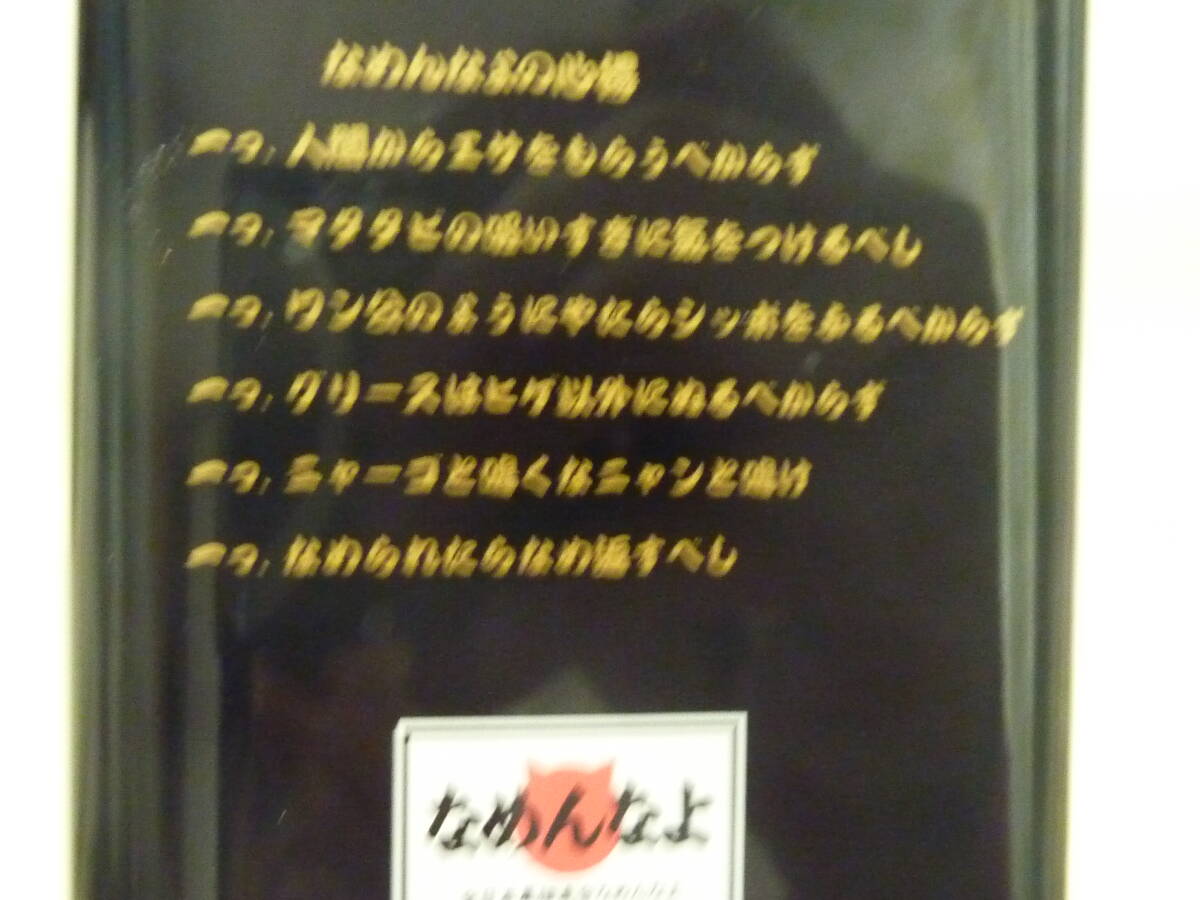 なめんなよの心得
一つ,人間からエサをもらうべからず
一つ,マタタビの吸いすぎに気をつけるべし
一つ,ワン公のようにやたらシッポをふるべからず
一つ,グリースはヒゲ以外にぬるべからず
一つ,ニャーゴと鳴くなニャンと鳴け
一つ,なめられたらなめ返すべし
なめんなよ